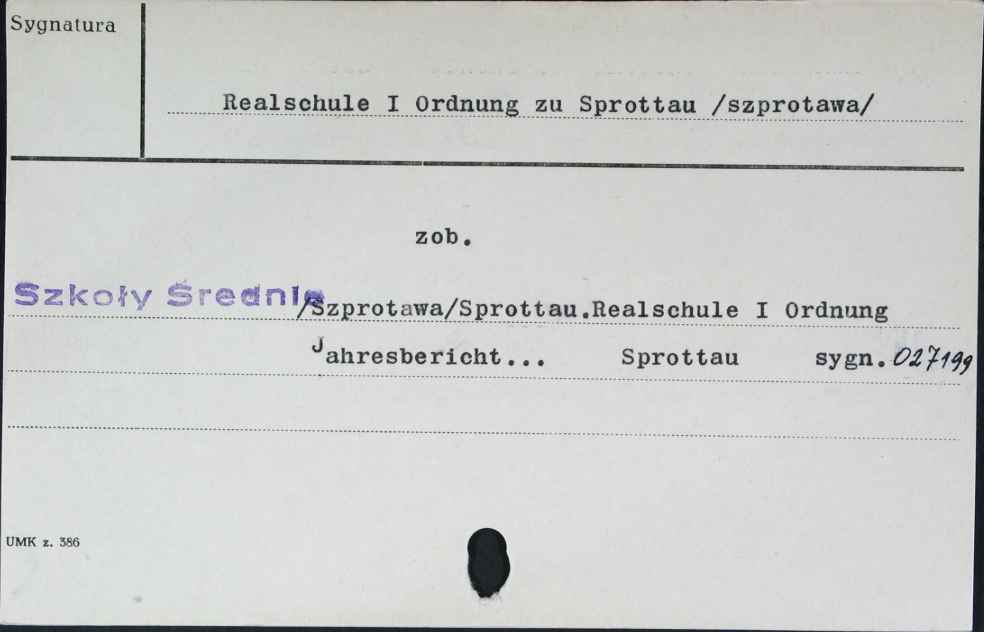 Sygnatura
Realschule I Ordnung zu Sprottau /szprotawa/
zob.
Szkoły Średnie /Szprotawa/Sprottau.Realschule I Ordnung
Jahresbericht... Sprottau sygn. 027199
UMK z. 386